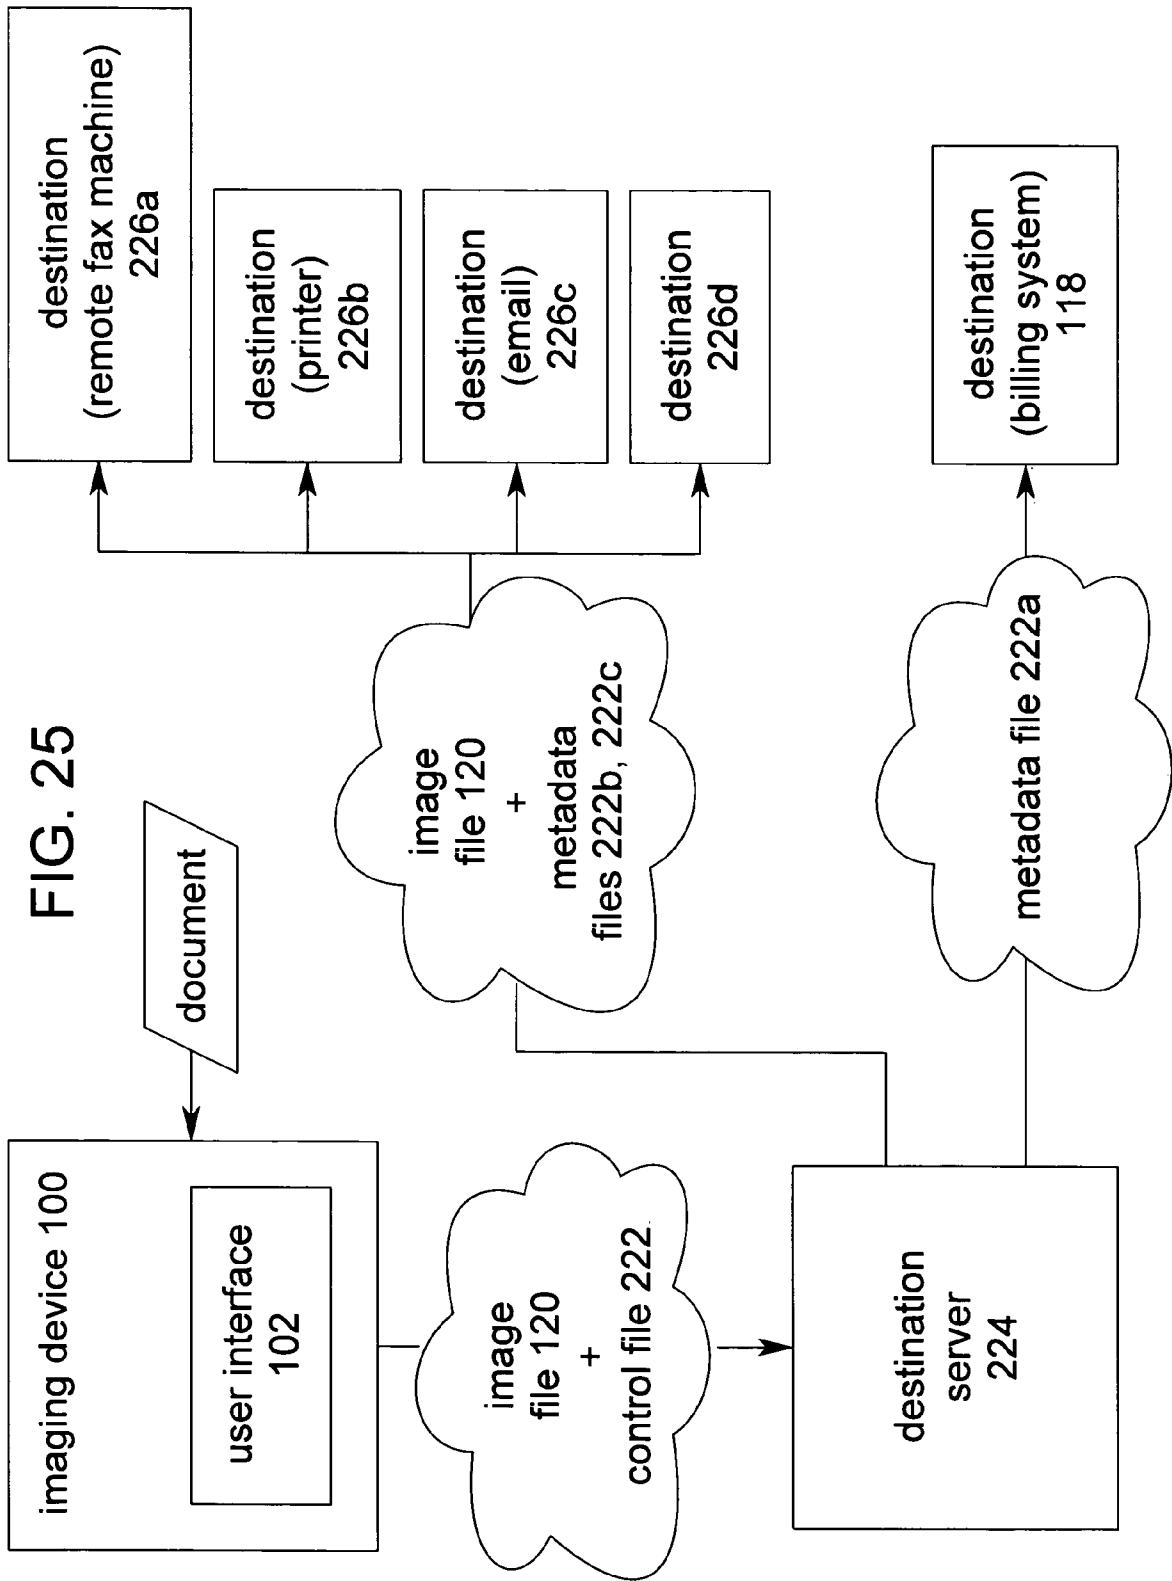 FIG. 25
imaging device 100
user interface
102
document
image
file 120
+
control file 222
destination
server
224
image
file 120
+
metadata
files 222b, 222c
metadata file 222a
destination
(remote fax machine)
226a
destination
(printer)
226b
destination
(email)
226c
destination
226d
destination
(billing system)
118